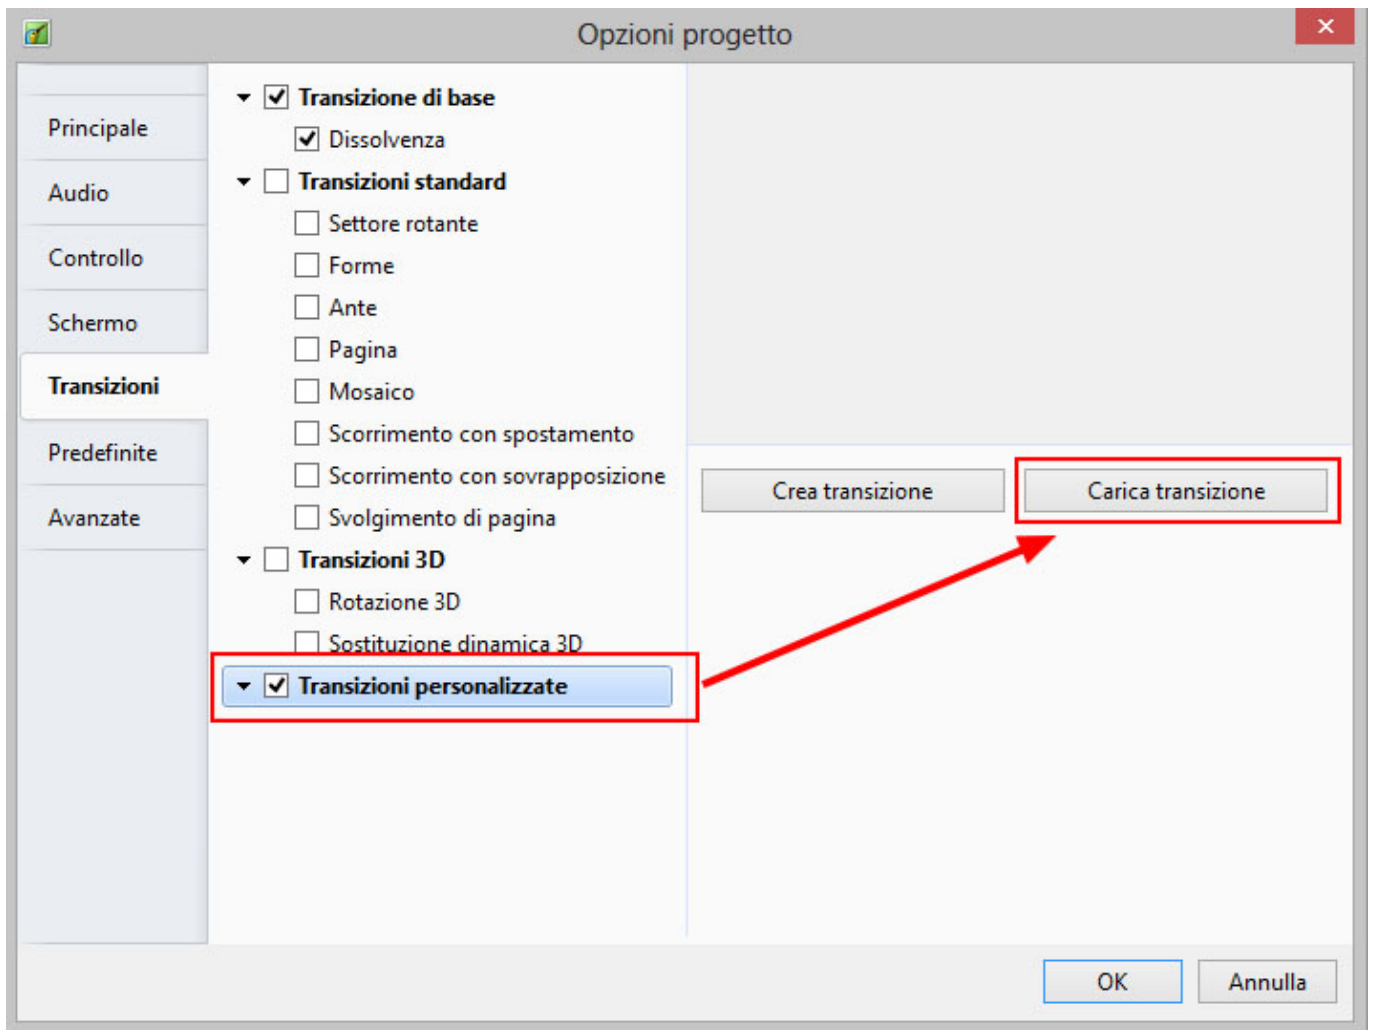 Opzioni progetto
Principale
Audio
Controllo
Schermo
Transizioni
Predefinite
Avanzate
Transizione di base
Dissolvenza
Transizioni standard
Settore rotante
Forme
Ante
Pagina
Mosaico
Scorrimento con spostamento
Scorrimento con sovrapposizione
Svolgimento di pagina
Transizioni 3D
Rotazione 3D
Sostituzione dinamica 3D
Transizioni personalizzate
Crea transizione
Carica transizione
OK
Annulla